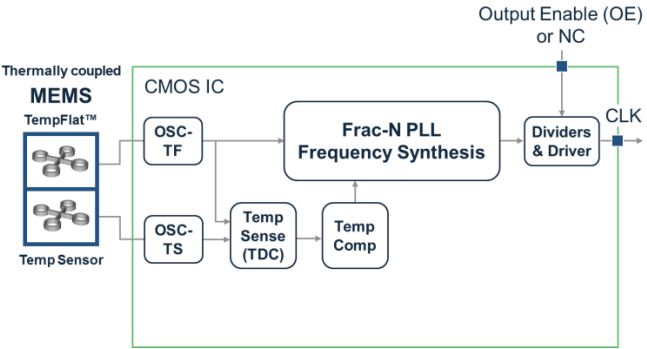 Output Enable (OE)
or NC
Thermally coupled
MEMS
TempFlat™
CMOS IC
OSC-
TF
Frac-N PLL
Frequency Synthesis
Dividers
& Driver
CLK
OSC-
TS
Temp
Sense
(TDC)
Temp
Comp
Temp Sensor